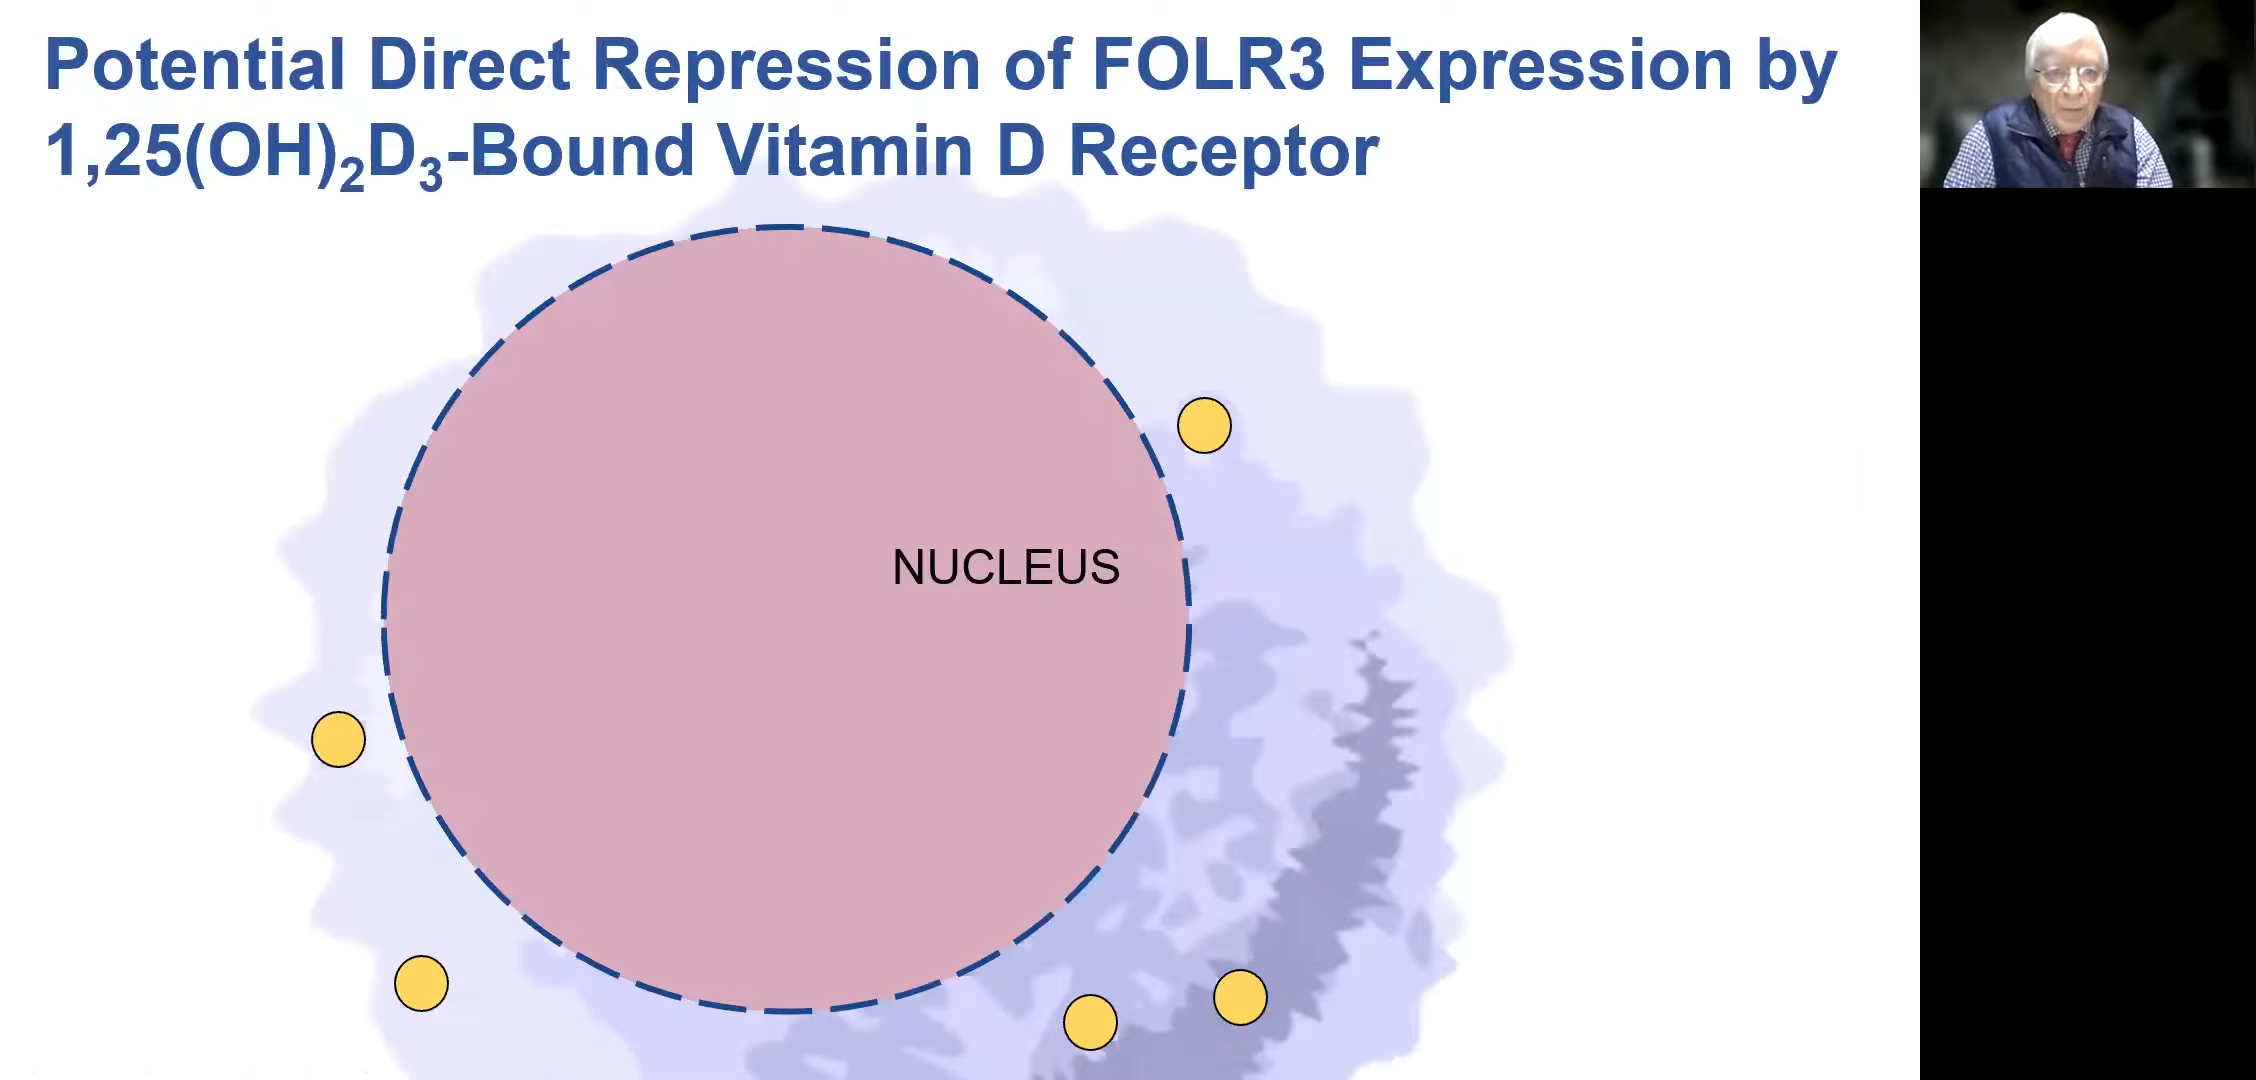 Potential Direct Repression of FOLR3 Expression by
1,25(OH)₂D₃-Bound Vitamin D Receptor
NUCLEUS